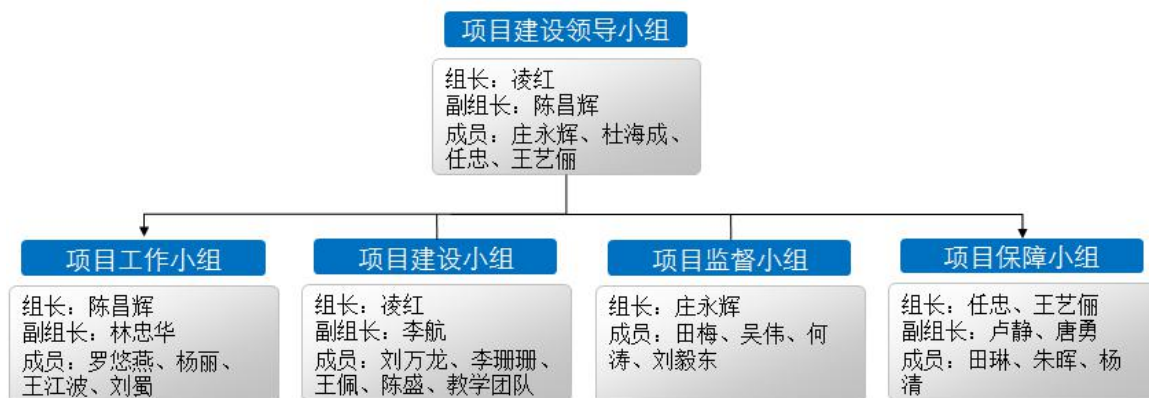 项目建设领导小组
组长：凌红
副组长：陈昌辉
成员：庄永辉、杜海成、
任忠、王艺俪
项目工作小组
组长：陈昌辉
副组长：林忠华
成员：罗悠燕、杨丽、
王江波、刘蜀
项目建设小组
组长：凌红
副组长：李航
成员：刘万龙、李珊珊、
王佩、陈盛、教学团队
项目监督小组
组长：庄永辉
成员：田梅、吴伟、何
涛、刘毅东
项目保障小组
组长：任忠、王艺俪
副组长：卢静、唐勇
成员：田琳、朱晖、杨
清